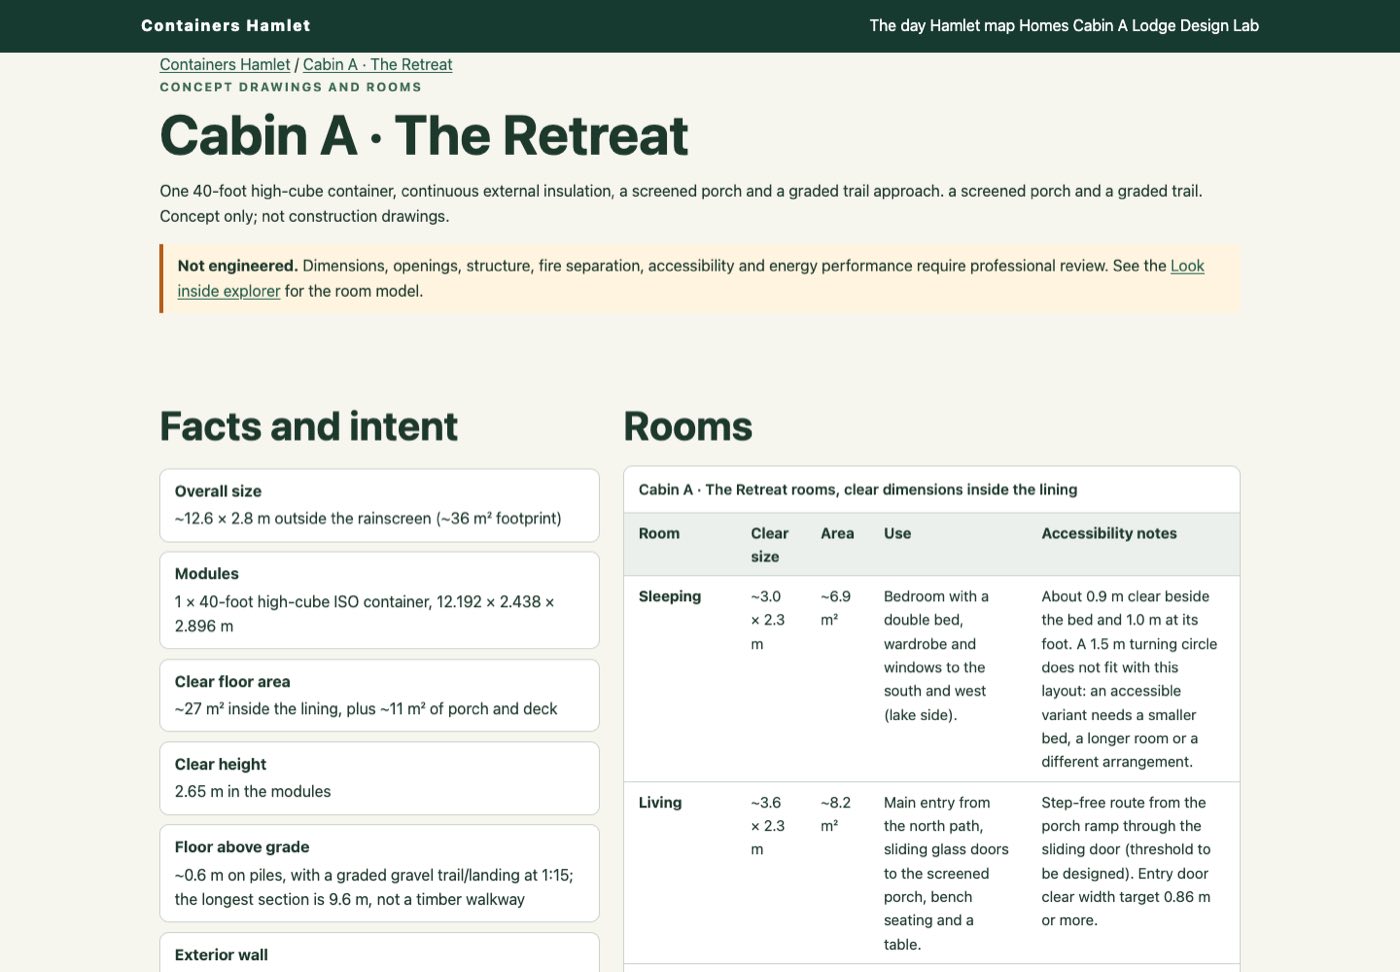 Containers Hamlet
The day Hamlet map Homes Cabin A Lodge Design Lab
Containers Hamlet / Cabin A · The Retreat
CONCEPT DRAWINGS AND ROOMS
Cabin A · The Retreat
One 40-foot high-cube container, continuous external insulation, a screened porch and a graded trail approach. a screened porch and a graded trail.
Concept only; not construction drawings.
Not engineered. Dimensions, openings, structure, fire separation, accessibility and energy performance require professional review. See the Look
inside explorer for the room model.
Facts and intent
Overall size
~12.6 × 2.8 m outside the rainscreen (~36 m² footprint)
Modules
1 × 40-foot high-cube ISO container, 12.192 × 2.438 ×
2.896 m
Clear floor area
~27 m² inside the lining, plus ~11 m² of porch and deck
Clear height
2.65 m in the modules
Floor above grade
~0.6 m on piles, with a graded gravel trail/landing at 1:15;
the longest section is 9.6 m, not a timber walkway
Exterior wall
Rooms
Cabin A · The Retreat rooms, clear dimensions inside the lining
Room
Clear
size
Area
Use
Accessibility notes
Sleeping
~3.0
× 2.3
m
~6.9
m²
Bedroom with a
double bed,
wardrobe and
windows to the
south and west
(lake side).
About 0.9 m clear beside
the bed and 1.0 m at its
foot. A 1.5 m turning circle
does not fit with this
layout: an accessible
variant needs a smaller
bed, a longer room or a
different arrangement.
Living
~3.6
× 2.3
m
~8.2
m²
Main entry from
the north path,
sliding glass doors
to the screened
porch, bench
seating and a
table.
Step-free route from the
porch ramp through the
sliding door (threshold to
be designed). Entry door
clear width target 0.86 m
or more.